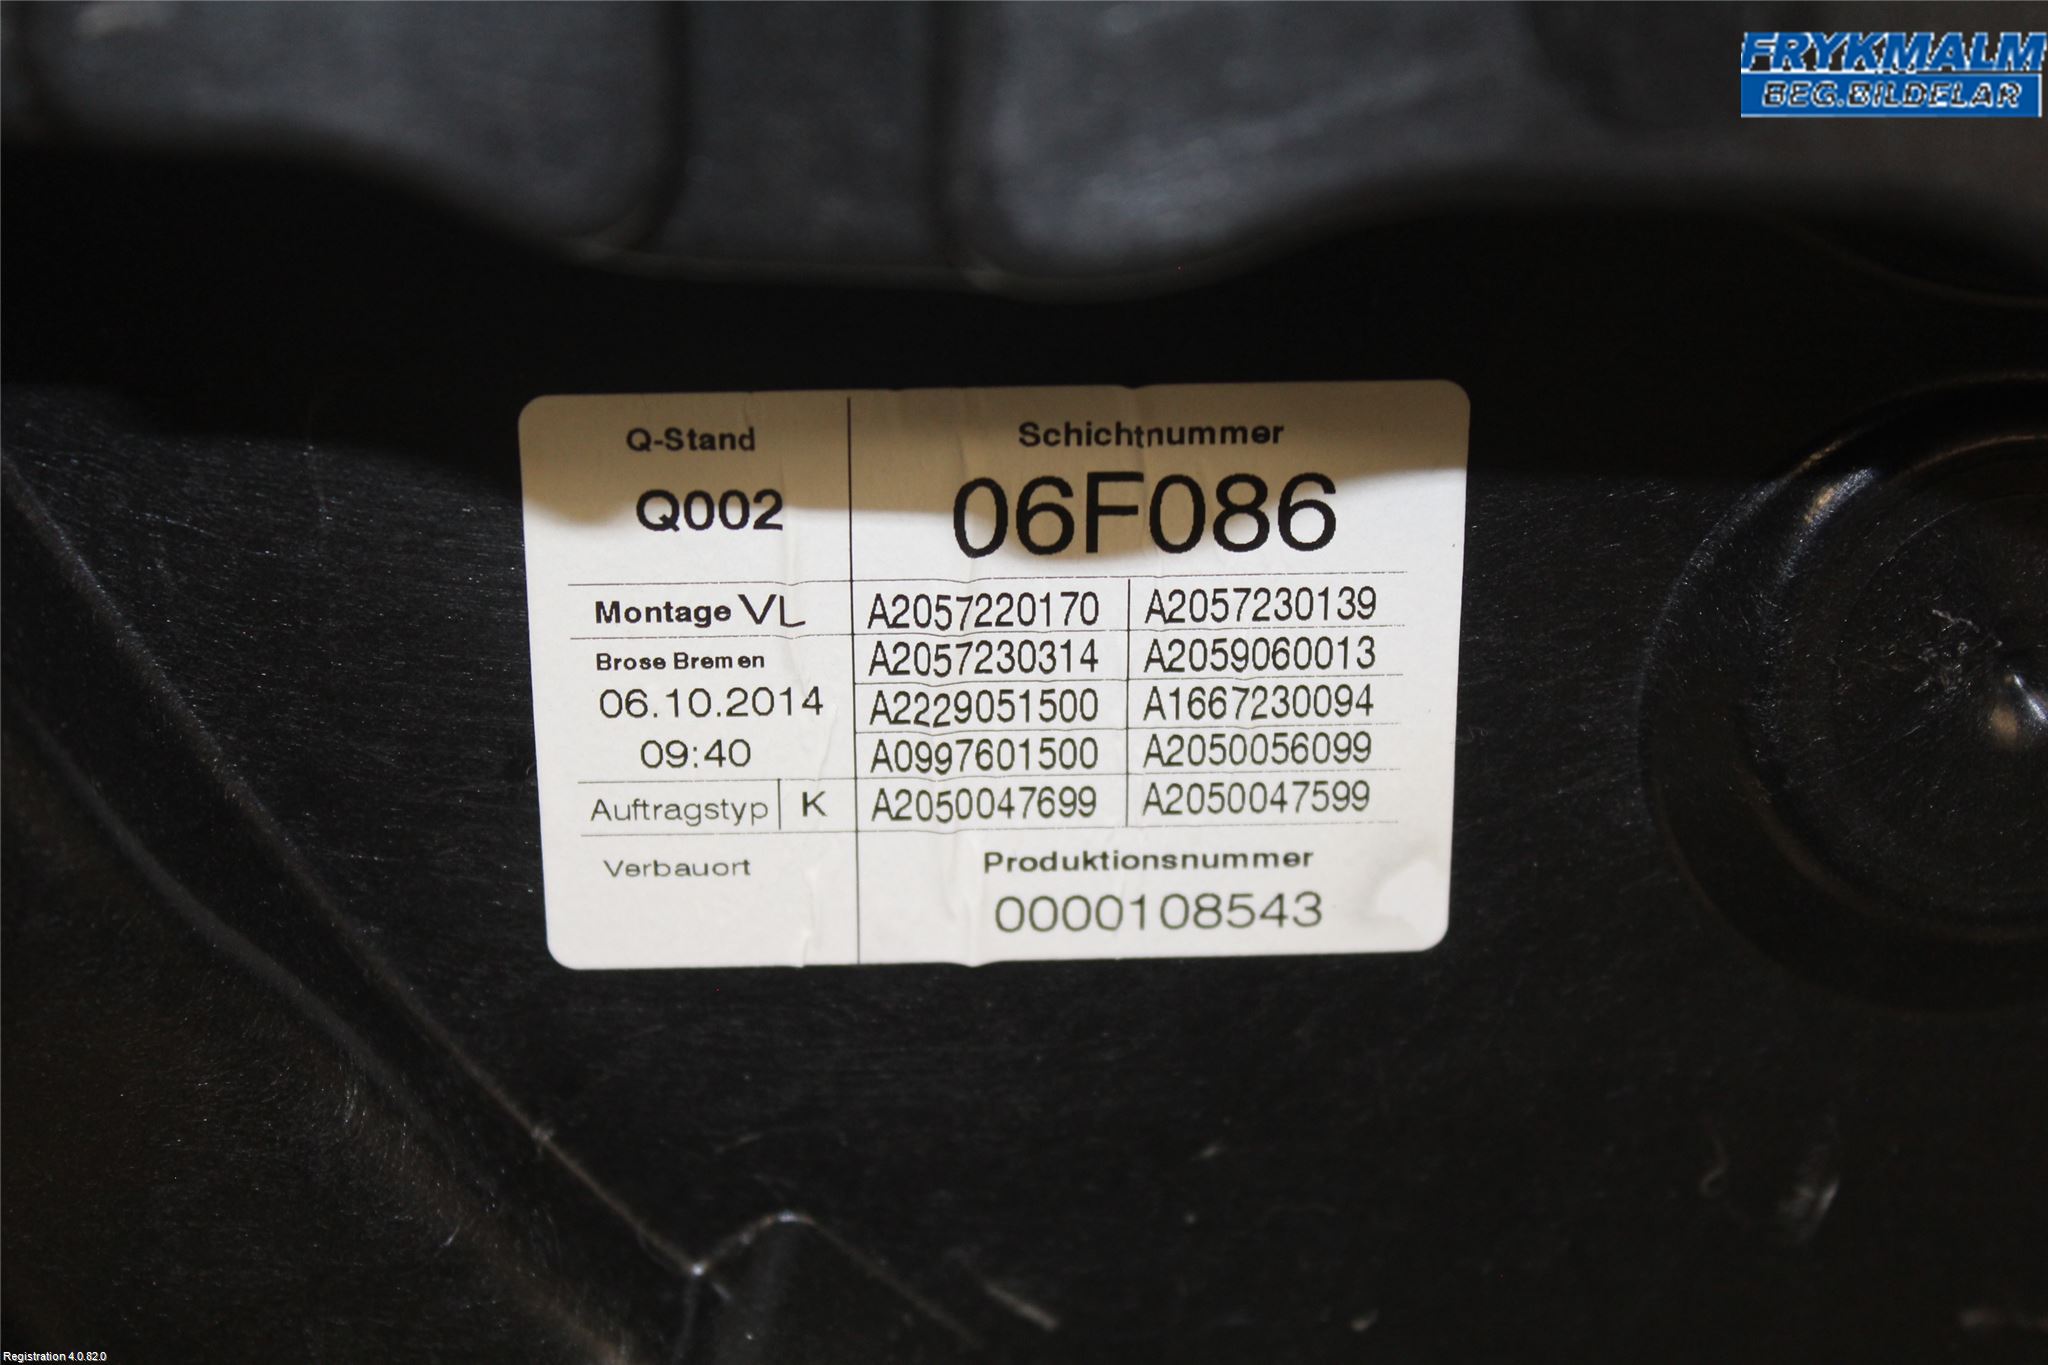 FRYKMALM
BEG.BILDELAR
Q-Stand
Q002
Schichtnummer
06F086
Montage VL
A2057220170 A2057230139
Brose Bremen
A2057230314 A2059060013
06.10.2014
A2229051500 A1667230094
09:40
A0997601500 A2050056099
Auftragstyp K
A2050047699 A2050047599
Verbauort
Produktionsnummer
0000108543
Registration 4.0.82.0